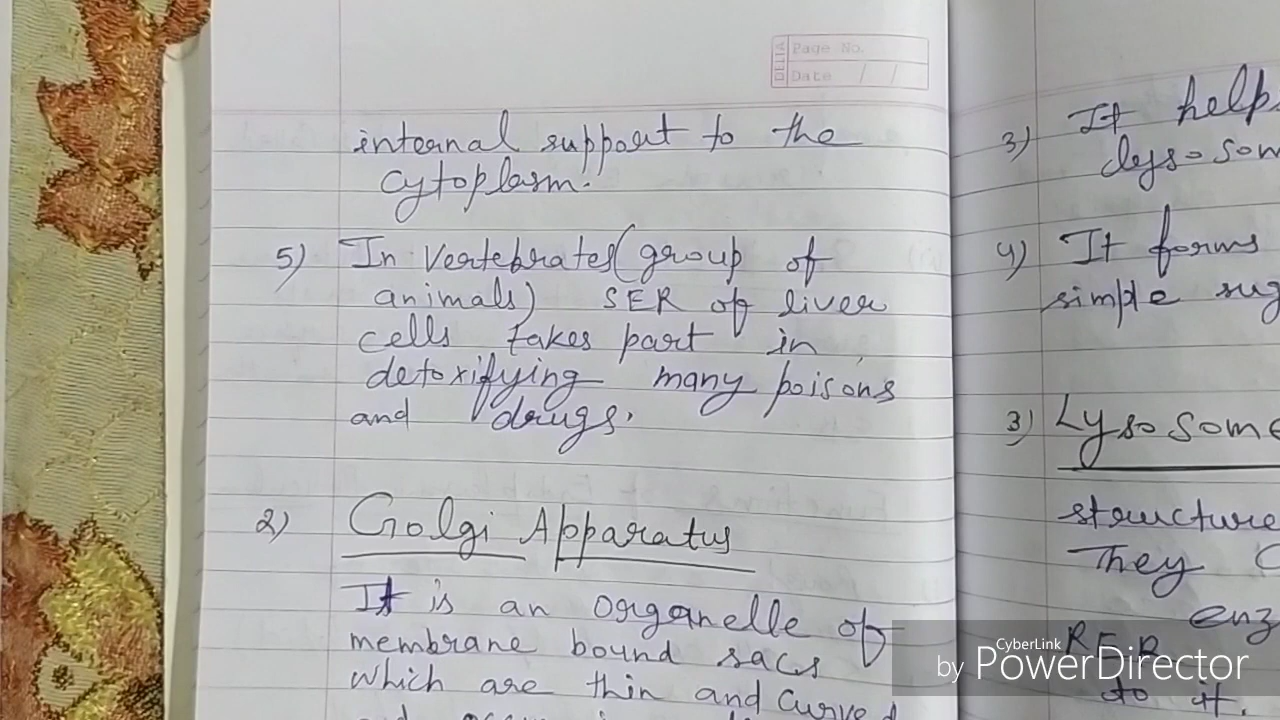 DELTA
Page No.
Date / /
internal support to the
cytoplasm.
5) In vertebrates (group of
animals) SER of liver
cells takes part in
detoxifying many poisons
and drugs.
2) Golgi Apparatus
It is an organelle of
membrane bound sacs
which are thin and curved
3) It help
lysosom
4) It forms
simple sug
3) Lysosome
structure
They
enz
RER
to it.
CyberLink
by PowerDirector